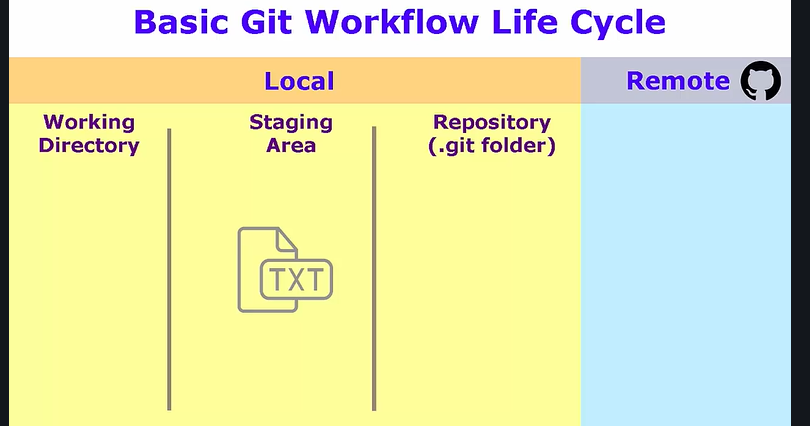 Basic Git Workflow Life Cycle
Local
Remote
Working
Directory
Staging
Area
Repository
(.git folder)
TXT